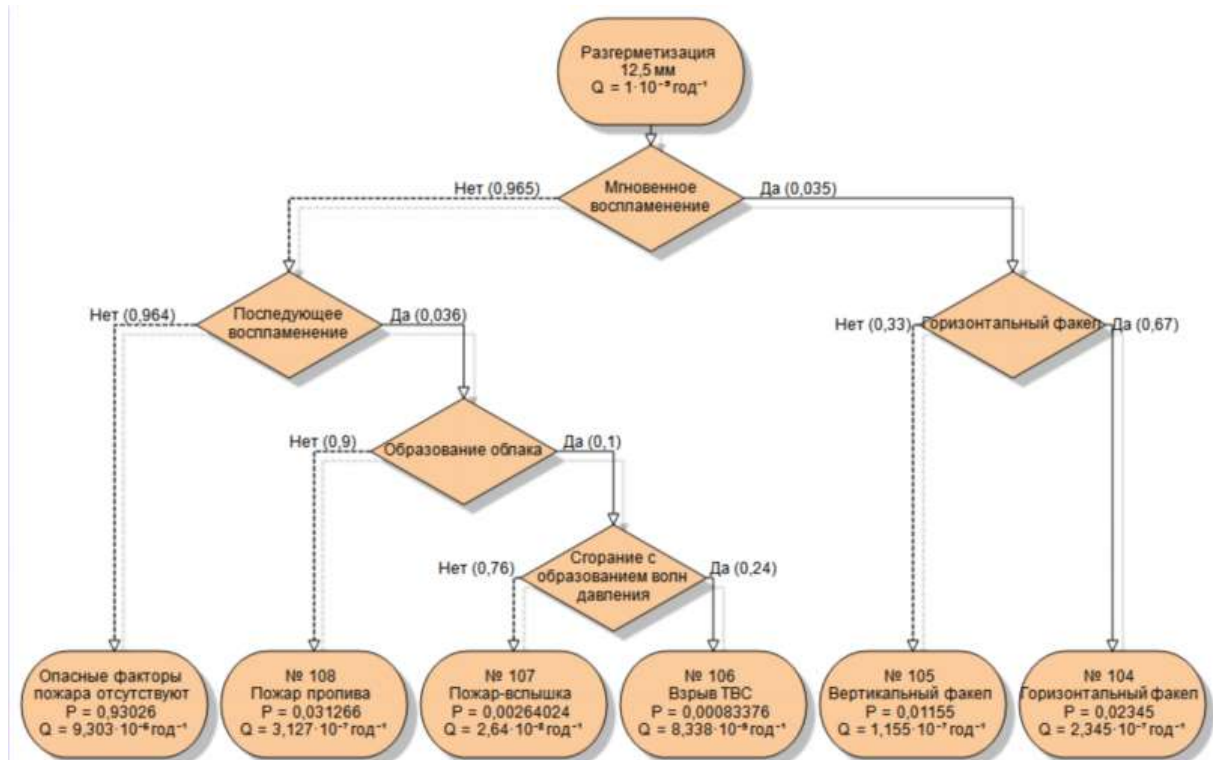 Разгерметизация
12,5 мм
Q = 1·10⁻⁵ год⁻¹
Мгновенное
воспламенение
Нет (0,965)
Да (0,035)
Последующее
воспламенение
Нет (0,964)
Да (0,036)
Горизонтальный факел
Нет (0,33)
Да (0,67)
Образование облака
Нет (0,9)
Да (0,1)
Сгорание с
образованием волн
давления
Нет (0,76)
Да (0,24)
Опасные факторы
пожара отсутствуют
P = 0,93026
Q = 9,303·10⁻⁶ год⁻¹
№ 108
Пожар пролива
P = 0,031266
Q = 3,127·10⁻⁷ год⁻¹
№ 107
Пожар-вспышка
P = 0,00264024
Q = 2,64·10⁻⁸ год⁻¹
№ 106
Взрыв ТВС
P = 0,00083376
Q = 8,338·10⁻⁹ год⁻¹
№ 105
Вертикальный факел
P = 0,01155
Q = 1,155·10⁻⁷ год⁻¹
№ 104
Горизонтальный факел
P = 0,02345
Q = 2,345·10⁻⁷ год⁻¹